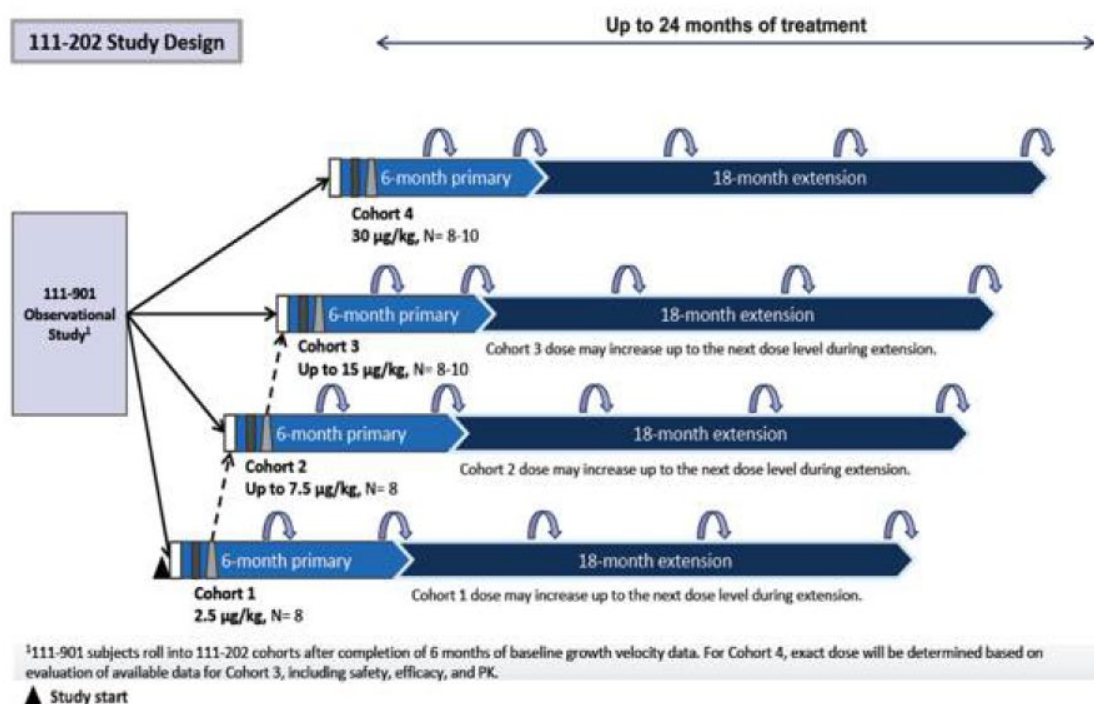 111-202 Study Design
Up to 24 months of treatment
6-month primary
18-month extension
Cohort 4
30 µg/kg, N= 8-10
111-901
Observational
Study¹
6-month primary
18-month extension
Cohort 3
Up to 15 µg/kg, N= 8-10
Cohort 3 dose may increase up to the next dose level during extension.
6-month primary
18-month extension
Cohort 2
Up to 7.5 µg/kg, N= 8
Cohort 2 dose may increase up to the next dose level during extension.
6-month primary
18-month extension
Cohort 1
2.5 µg/kg, N= 8
Cohort 1 dose may increase up to the next dose level during extension.
¹111-901 subjects roll into 111-202 cohorts after completion of 6 months of baseline growth velocity data. For Cohort 4, exact dose will be determined based on
evaluation of available data for Cohort 3, including safety, efficacy, and PK.
Study start